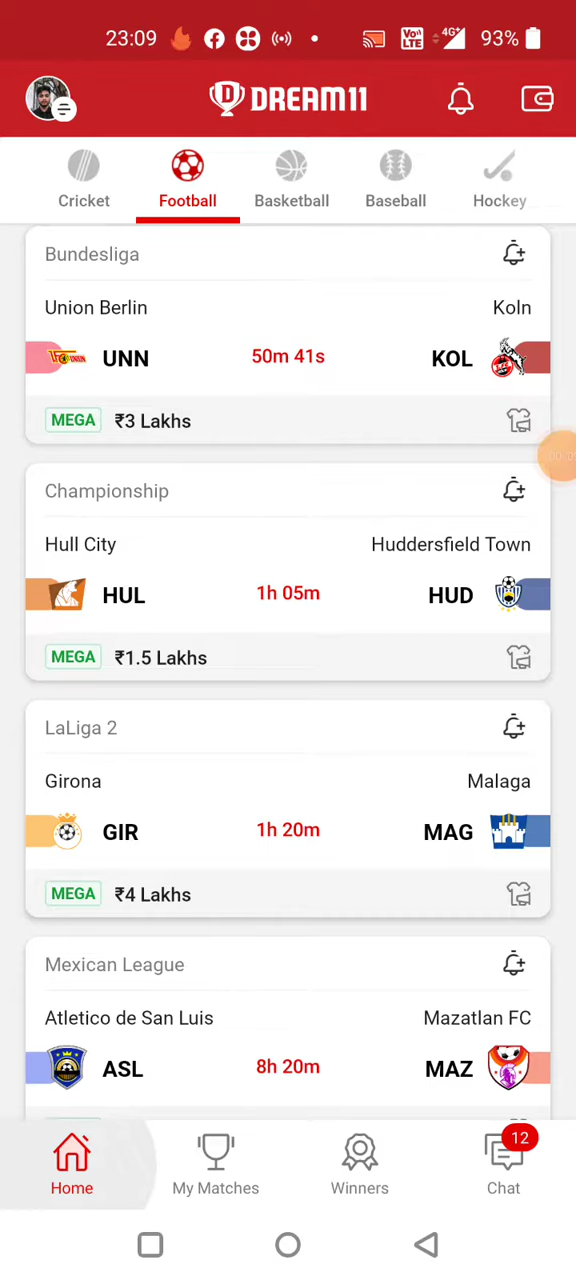 23:09 Vo)) LTE 4G+ 93%
DREAM11
Cricket Football Basketball Baseball Hockey
Bundesliga
Union Berlin Koln
UNN 50m 41s KOL
MEGA ₹3 Lakhs
Championship
Hull City Huddersfield Town
HUL 1h 05m HUD
MEGA ₹1.5 Lakhs
LaLiga 2
Girona Malaga
GIR 1h 20m MAG
MEGA ₹4 Lakhs
Mexican League
Atletico de San Luis Mazatlan FC
ASL 8h 20m MAZ
12
Home My Matches Winners Chat